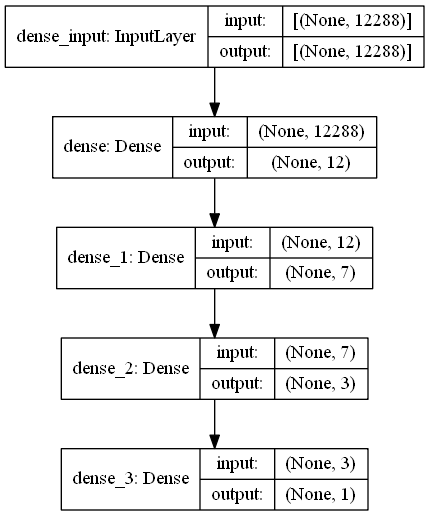 dense_input: InputLayer
input: [(None, 12288)]
output: [(None, 12288)]
dense: Dense
input: (None, 12288)
output: (None, 12)
dense_1: Dense
input: (None, 12)
output: (None, 7)
dense_2: Dense
input: (None, 7)
output: (None, 3)
dense_3: Dense
input: (None, 3)
output: (None, 1)